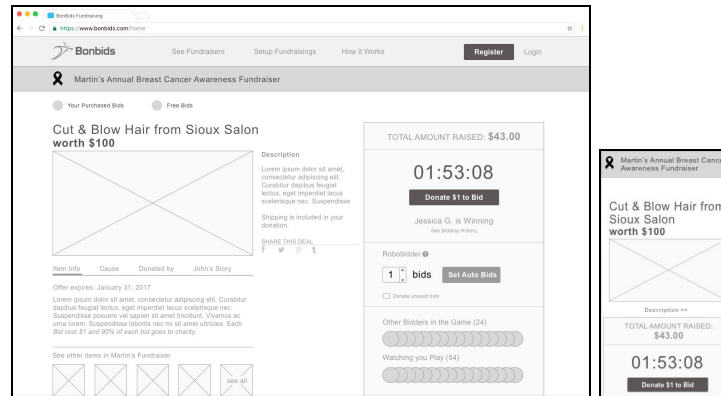 BonBids Fundraising
https://www.bonbids.com/home
Bonbids
See Fundraisers
Setup Fundraisings
How It Works
Register
Login
Martin's Annual Breast Cancer Awareness Fundraiser
Your Purchased Bids
Free Bids
Cut & Blow Hair from Sioux Salon
worth $100
Description
Lorem ipsum dolor sit amet,
consectetur adipiscing elit.
Curabitur dapibus feugiat
lectus, eget imperdiet lacus
scelerisque nec. Suspendisse
Shipping is included in your
donation.
SHARE THIS DEAL
Item Info
Cause
Donated by
John's Story
Offer expires: January 31, 2017
Lorem ipsum dolor sit amet, consectetur adipiscing elit. Curabitur
dapibus feugiat lectus, eget imperdiet lacus scelerisque nec.
Suspendisse posuere vel sapien sit amet tincidunt. Vivamus ac
urna lorem. Suspendisse lobortis nec mi sit amet ultricies. Each
Bid cost $1 and 90% of each bid goes to charity.
See other items in Martin's Fundraiser
see all
TOTAL AMOUNT RAISED: $43.00
01:53:08
Donate $1 to Bid
Jessica G. is Winning
See Bidding History
Robobidder
1
bids
Set Auto Bids
Donate unused bids
Other Bidders in the Game (24)
Watching you Play (54)
Martin's Annual Breast Cance
Awareness Fundraiser
Cut & Blow Hair from
Sioux Salon
worth $100
Description >>
TOTAL AMOUNT RAISED:
$43.00
01:53:08
Donate $1 to Bid